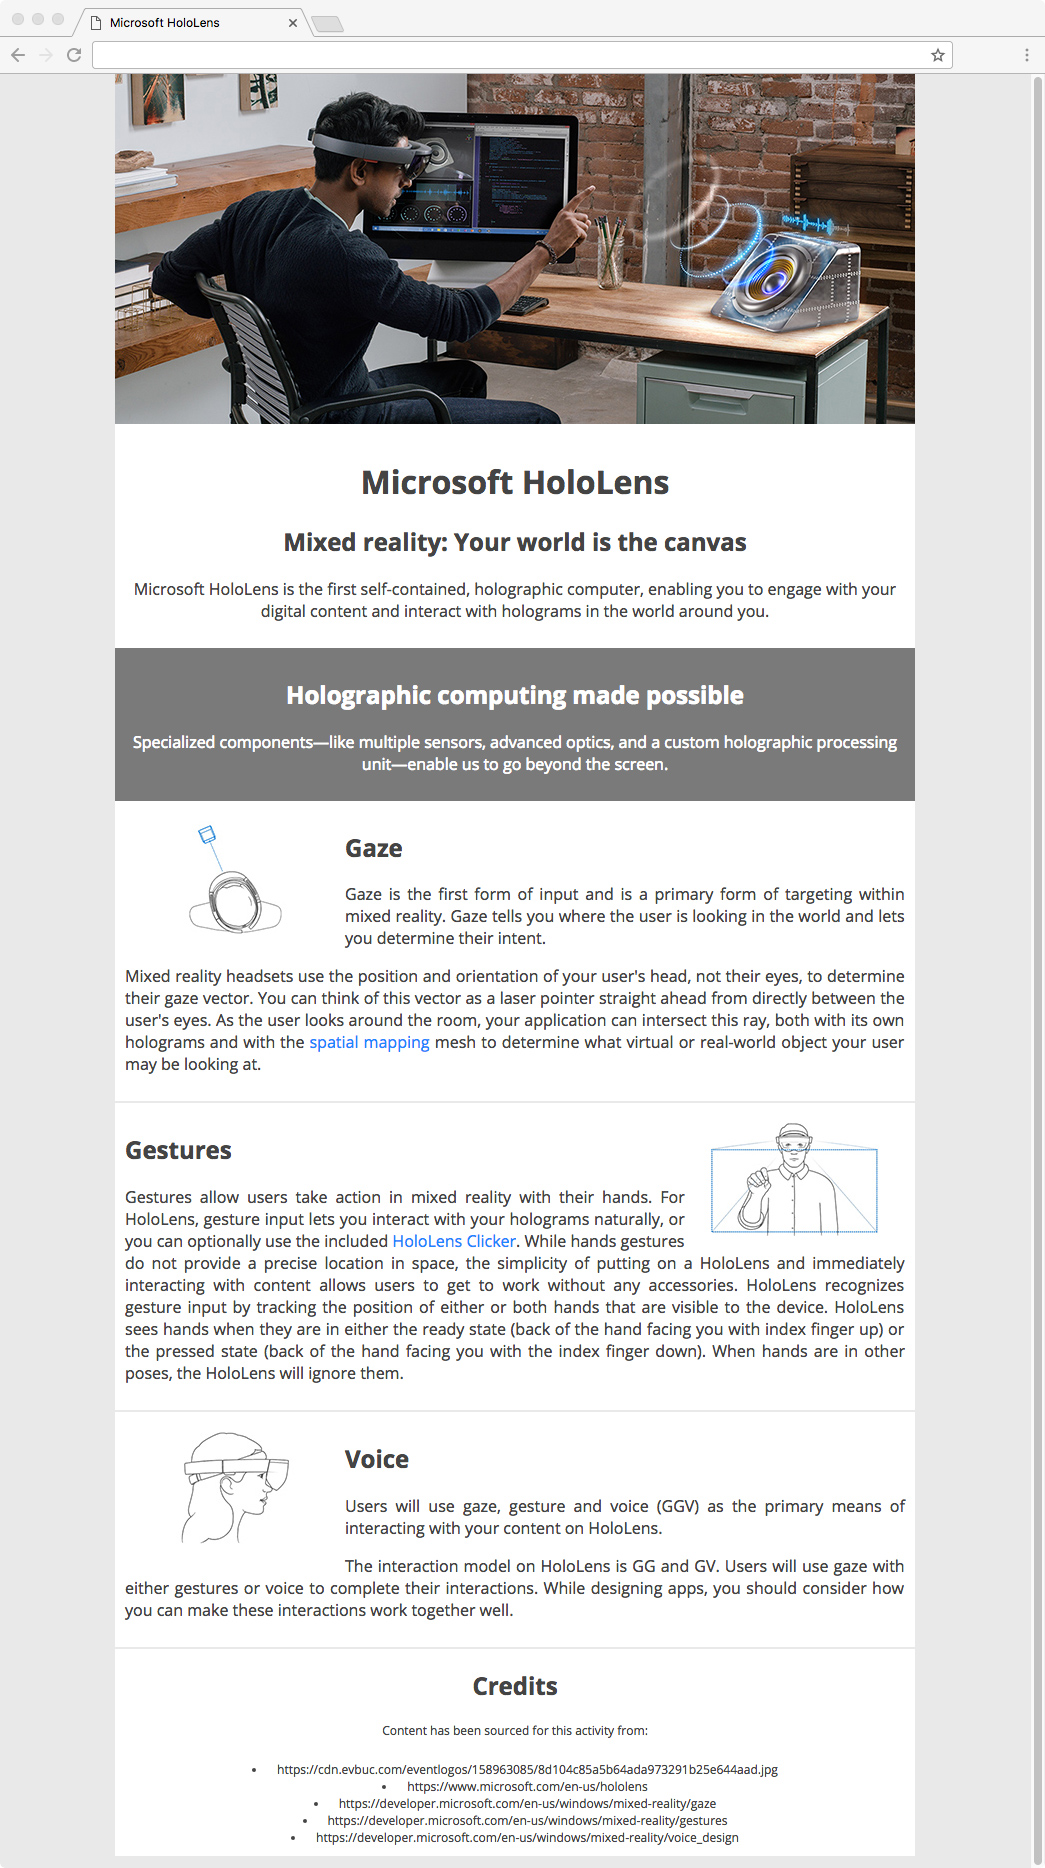 Microsoft HoloLens
Microsoft HoloLens
Mixed reality: Your world is the canvas
Microsoft HoloLens is the first self-contained, holographic computer, enabling you to engage with your
digital content and interact with holograms in the world around you.
Holographic computing made possible
Specialized components—like multiple sensors, advanced optics, and a custom holographic processing
unit—enable us to go beyond the screen.
Gaze
Gaze is the first form of input and is a primary form of targeting within
mixed reality. Gaze tells you where the user is looking in the world and lets
you determine their intent.
Mixed reality headsets use the position and orientation of your user's head, not their eyes, to determine
their gaze vector. You can think of this vector as a laser pointer straight ahead from directly between the
user's eyes. As the user looks around the room, your application can intersect this ray, both with its own
holograms and with the spatial mapping mesh to determine what virtual or real-world object your user
may be looking at.
Gestures
Gestures allow users take action in mixed reality with their hands. For
HoloLens, gesture input lets you interact with your holograms naturally, or
you can optionally use the included HoloLens Clicker. While hands gestures
do not provide a precise location in space, the simplicity of putting on a HoloLens and immediately
interacting with content allows users to get to work without any accessories. HoloLens recognizes
gesture input by tracking the position of either or both hands that are visible to the device. HoloLens
sees hands when they are in either the ready state (back of the hand facing you with index finger up) or
the pressed state (back of the hand facing you with the index finger down). When hands are in other
poses, the HoloLens will ignore them.
Voice
Users will use gaze, gesture and voice (GGV) as the primary means of
interacting with your content on HoloLens.
The interaction model on HoloLens is GG and GV. Users will use gaze with
either gestures or voice to complete their interactions. While designing apps, you should consider how
you can make these interactions work together well.
Credits
Content has been sourced for this activity from:
• https://cdn.evbuc.com/eventlogos/158963085/8d104c85a5b64ada973291b25e644aad.jpg
• https://www.microsoft.com/en-us/hololens
• https://developer.microsoft.com/en-us/windows/mixed-reality/gaze
• https://developer.microsoft.com/en-us/windows/mixed-reality/gestures
• https://developer.microsoft.com/en-us/windows/mixed-reality/voice_design